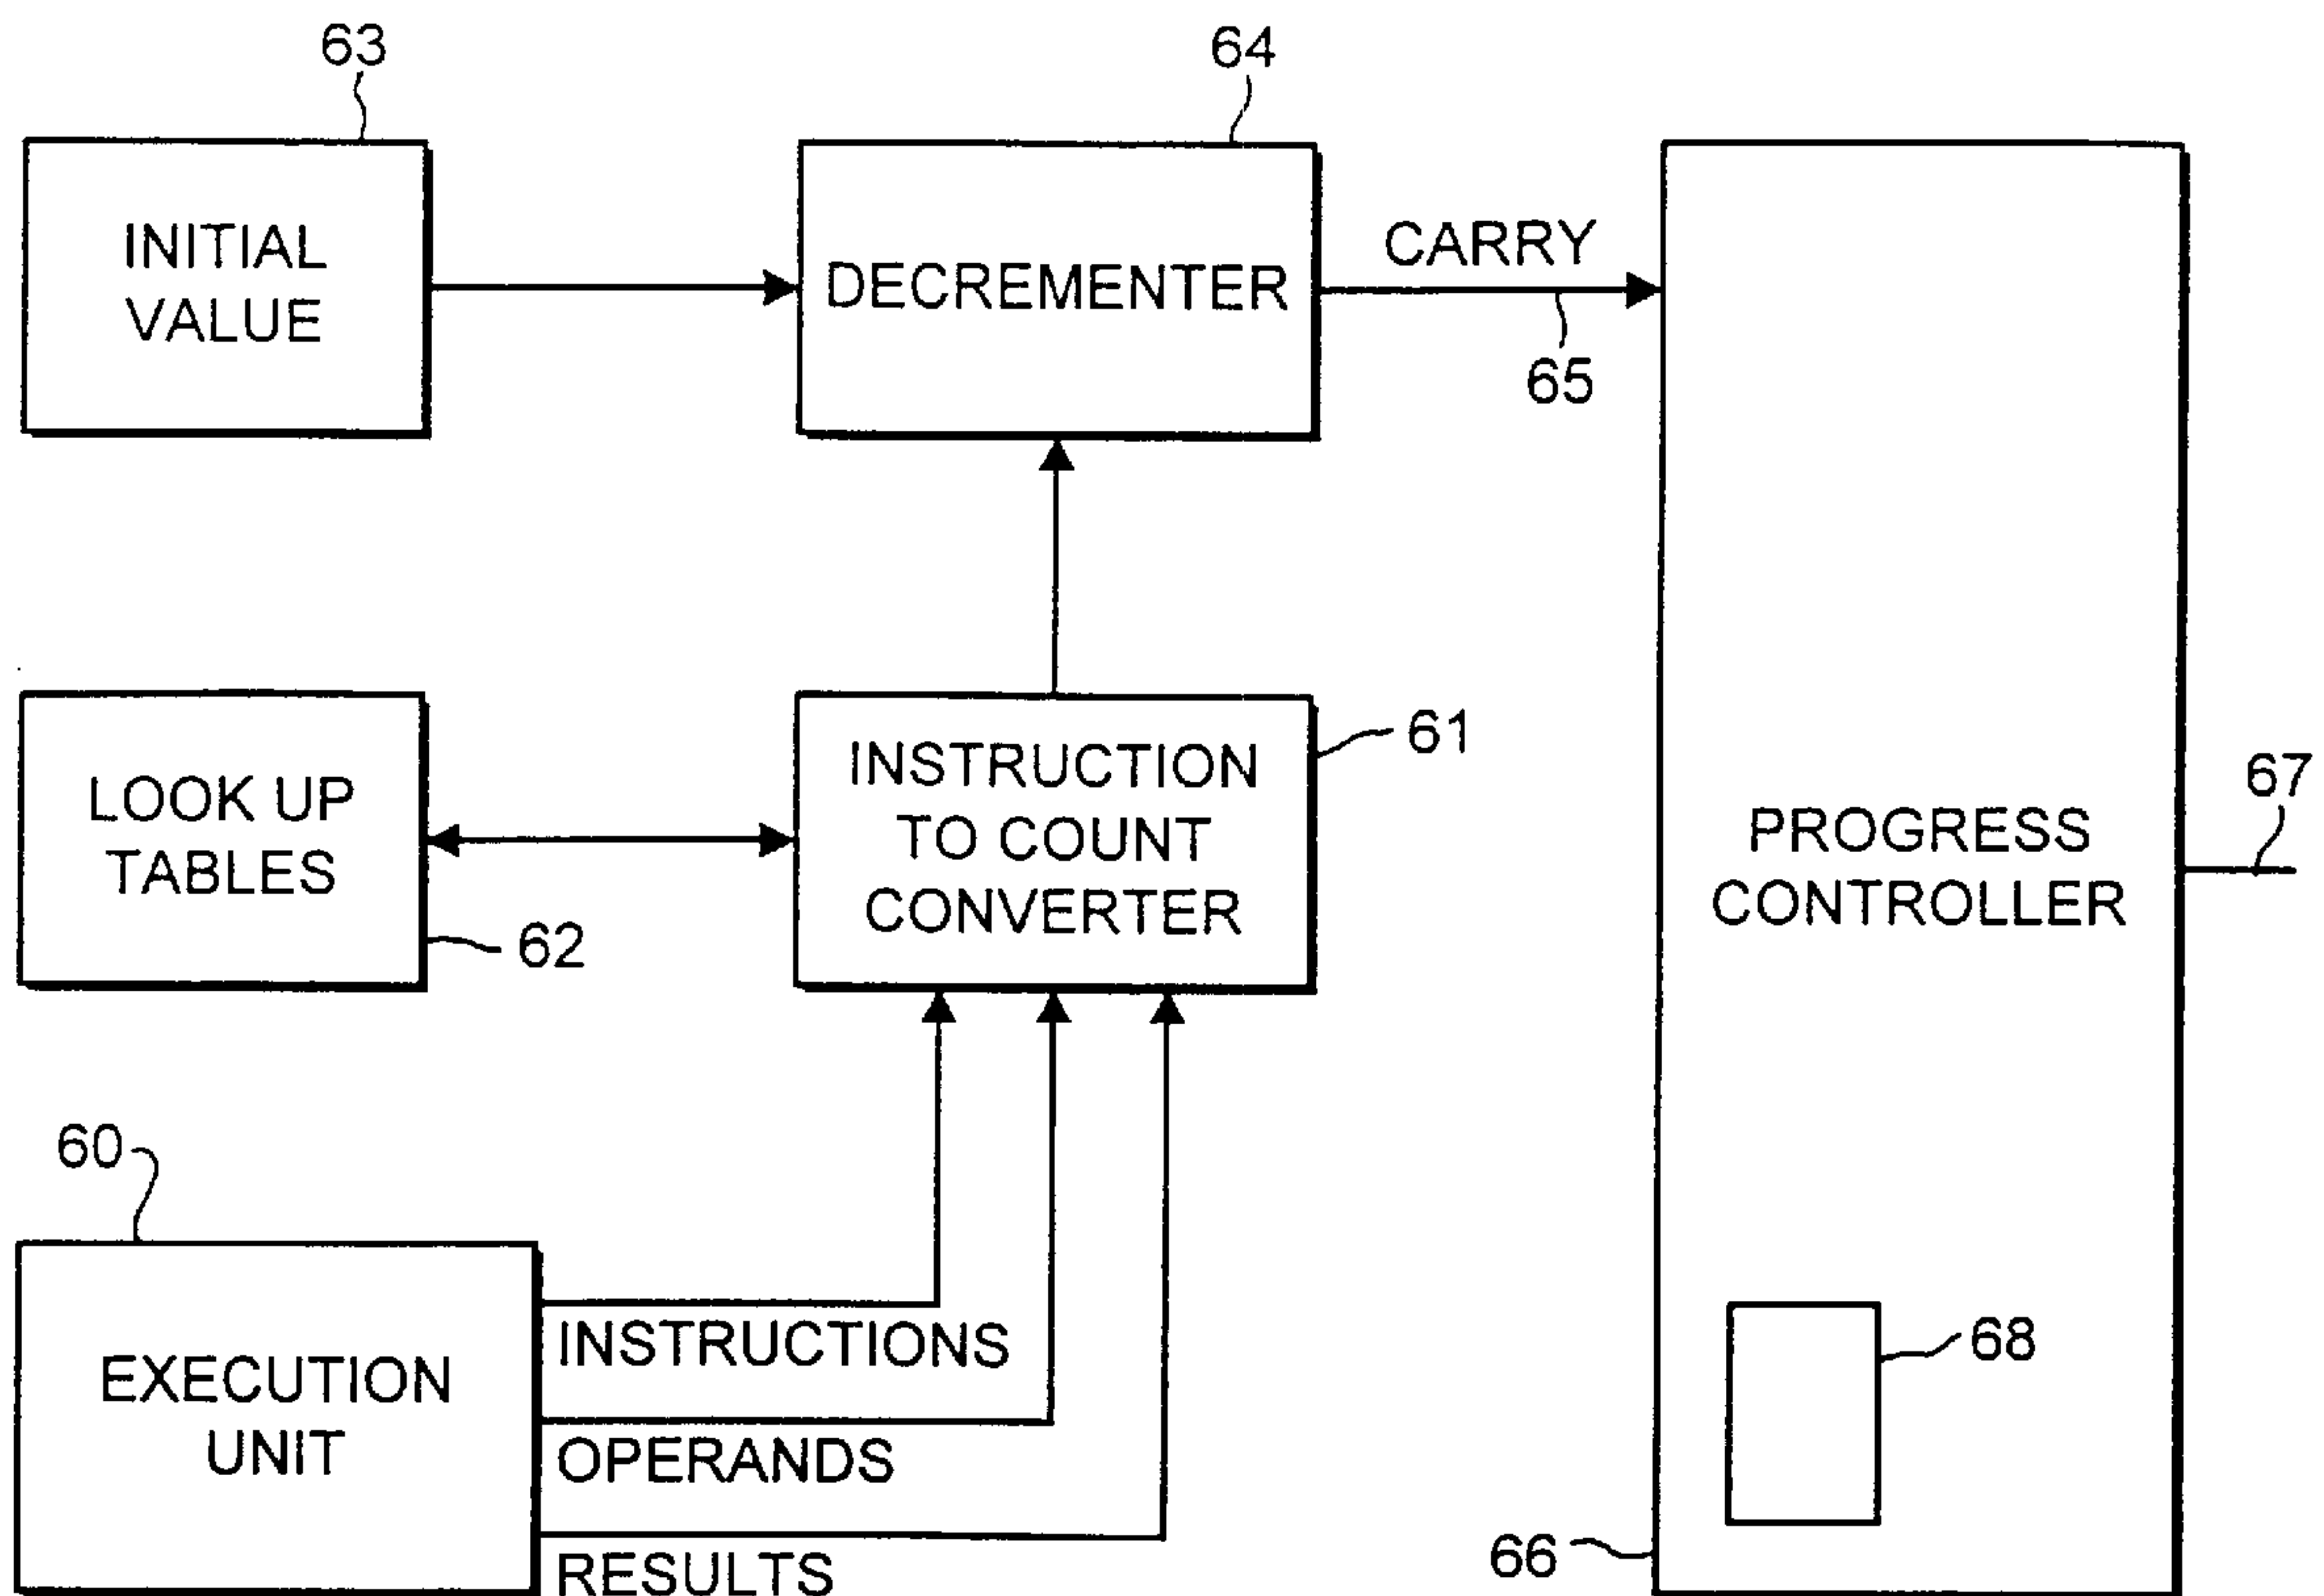 63
64
INITIAL
VALUE
DECREMENTER
CARRY
65
LOOK UP
TABLES
62
INSTRUCTION
TO COUNT
CONVERTER
61
PROGRESS
CONTROLLER
67
60
EXECUTION
UNIT
INSTRUCTIONS
OPERANDS
RESULTS
68
66